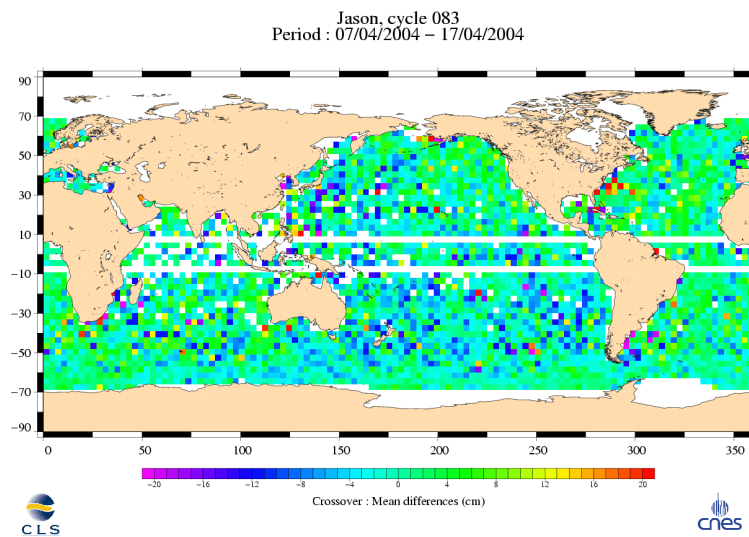 Jason, cycle 083
Period : 07/04/2004 − 17/04/2004
90
70
50
30
10
−10
−30
−50
−70
−90
0 50 100 150 200 250 300 350
−20 −16 −12 −8 −4 0 4 8 12 16 20
Crossover : Mean differences (cm)
CLS
cnes